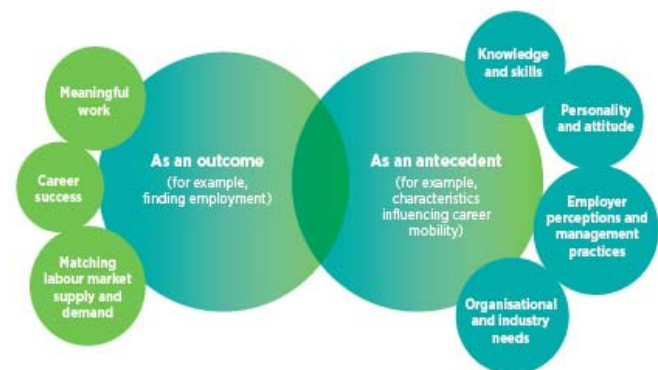 Meaningful
work
Career
success
Matching
labour market
supply and
demand
As an outcome
(for example,
finding employment)
As an antecedent
(for example,
characteristics
influencing career
mobility)
Knowledge
and skills
Personality
and attitude
Employer
perceptions and
management
practices
Organisational
and industry
needs